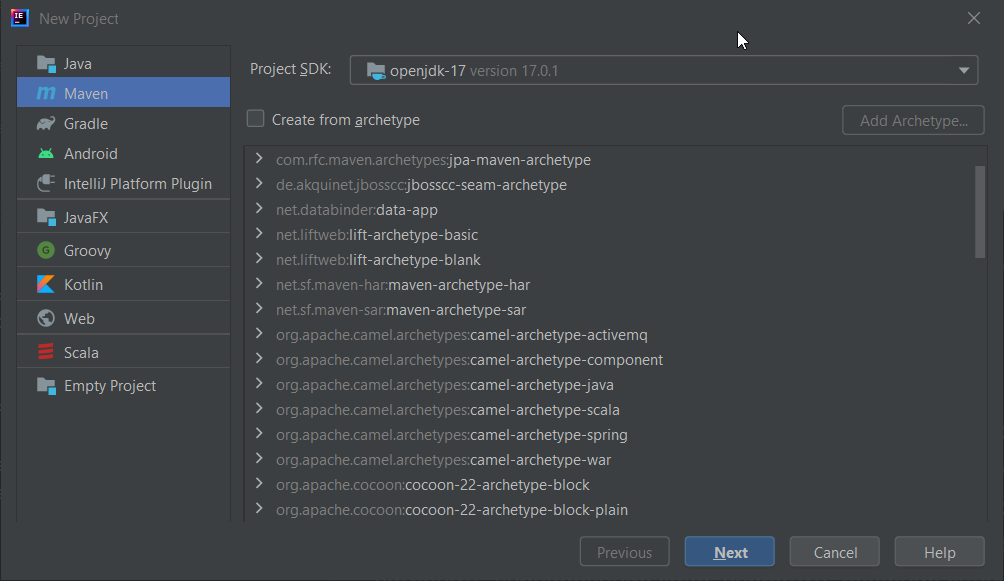 New Project
Java
Maven
Gradle
Android
IntelliJ Platform Plugin
JavaFX
Groovy
Kotlin
Web
Scala
Empty Project
Project SDK: openjdk-17 version 17.0.1
Create from archetype
Add Archetype...
com.rfc.maven.archetypes:jpa-maven-archetype
de.akquinet.jbosscc:jbosscc-seam-archetype
net.databinder:data-app
net.liftweb:lift-archetype-basic
net.liftweb:lift-archetype-blank
net.sf.maven-har:maven-archetype-har
net.sf.maven-sar:maven-archetype-sar
org.apache.camel.archetypes:camel-archetype-activemq
org.apache.camel.archetypes:camel-archetype-component
org.apache.camel.archetypes:camel-archetype-java
org.apache.camel.archetypes:camel-archetype-scala
org.apache.camel.archetypes:camel-archetype-spring
org.apache.camel.archetypes:camel-archetype-war
org.apache.cocoon:cocoon-22-archetype-block
org.apache.cocoon:cocoon-22-archetype-block-plain
Previous
Next
Cancel
Help